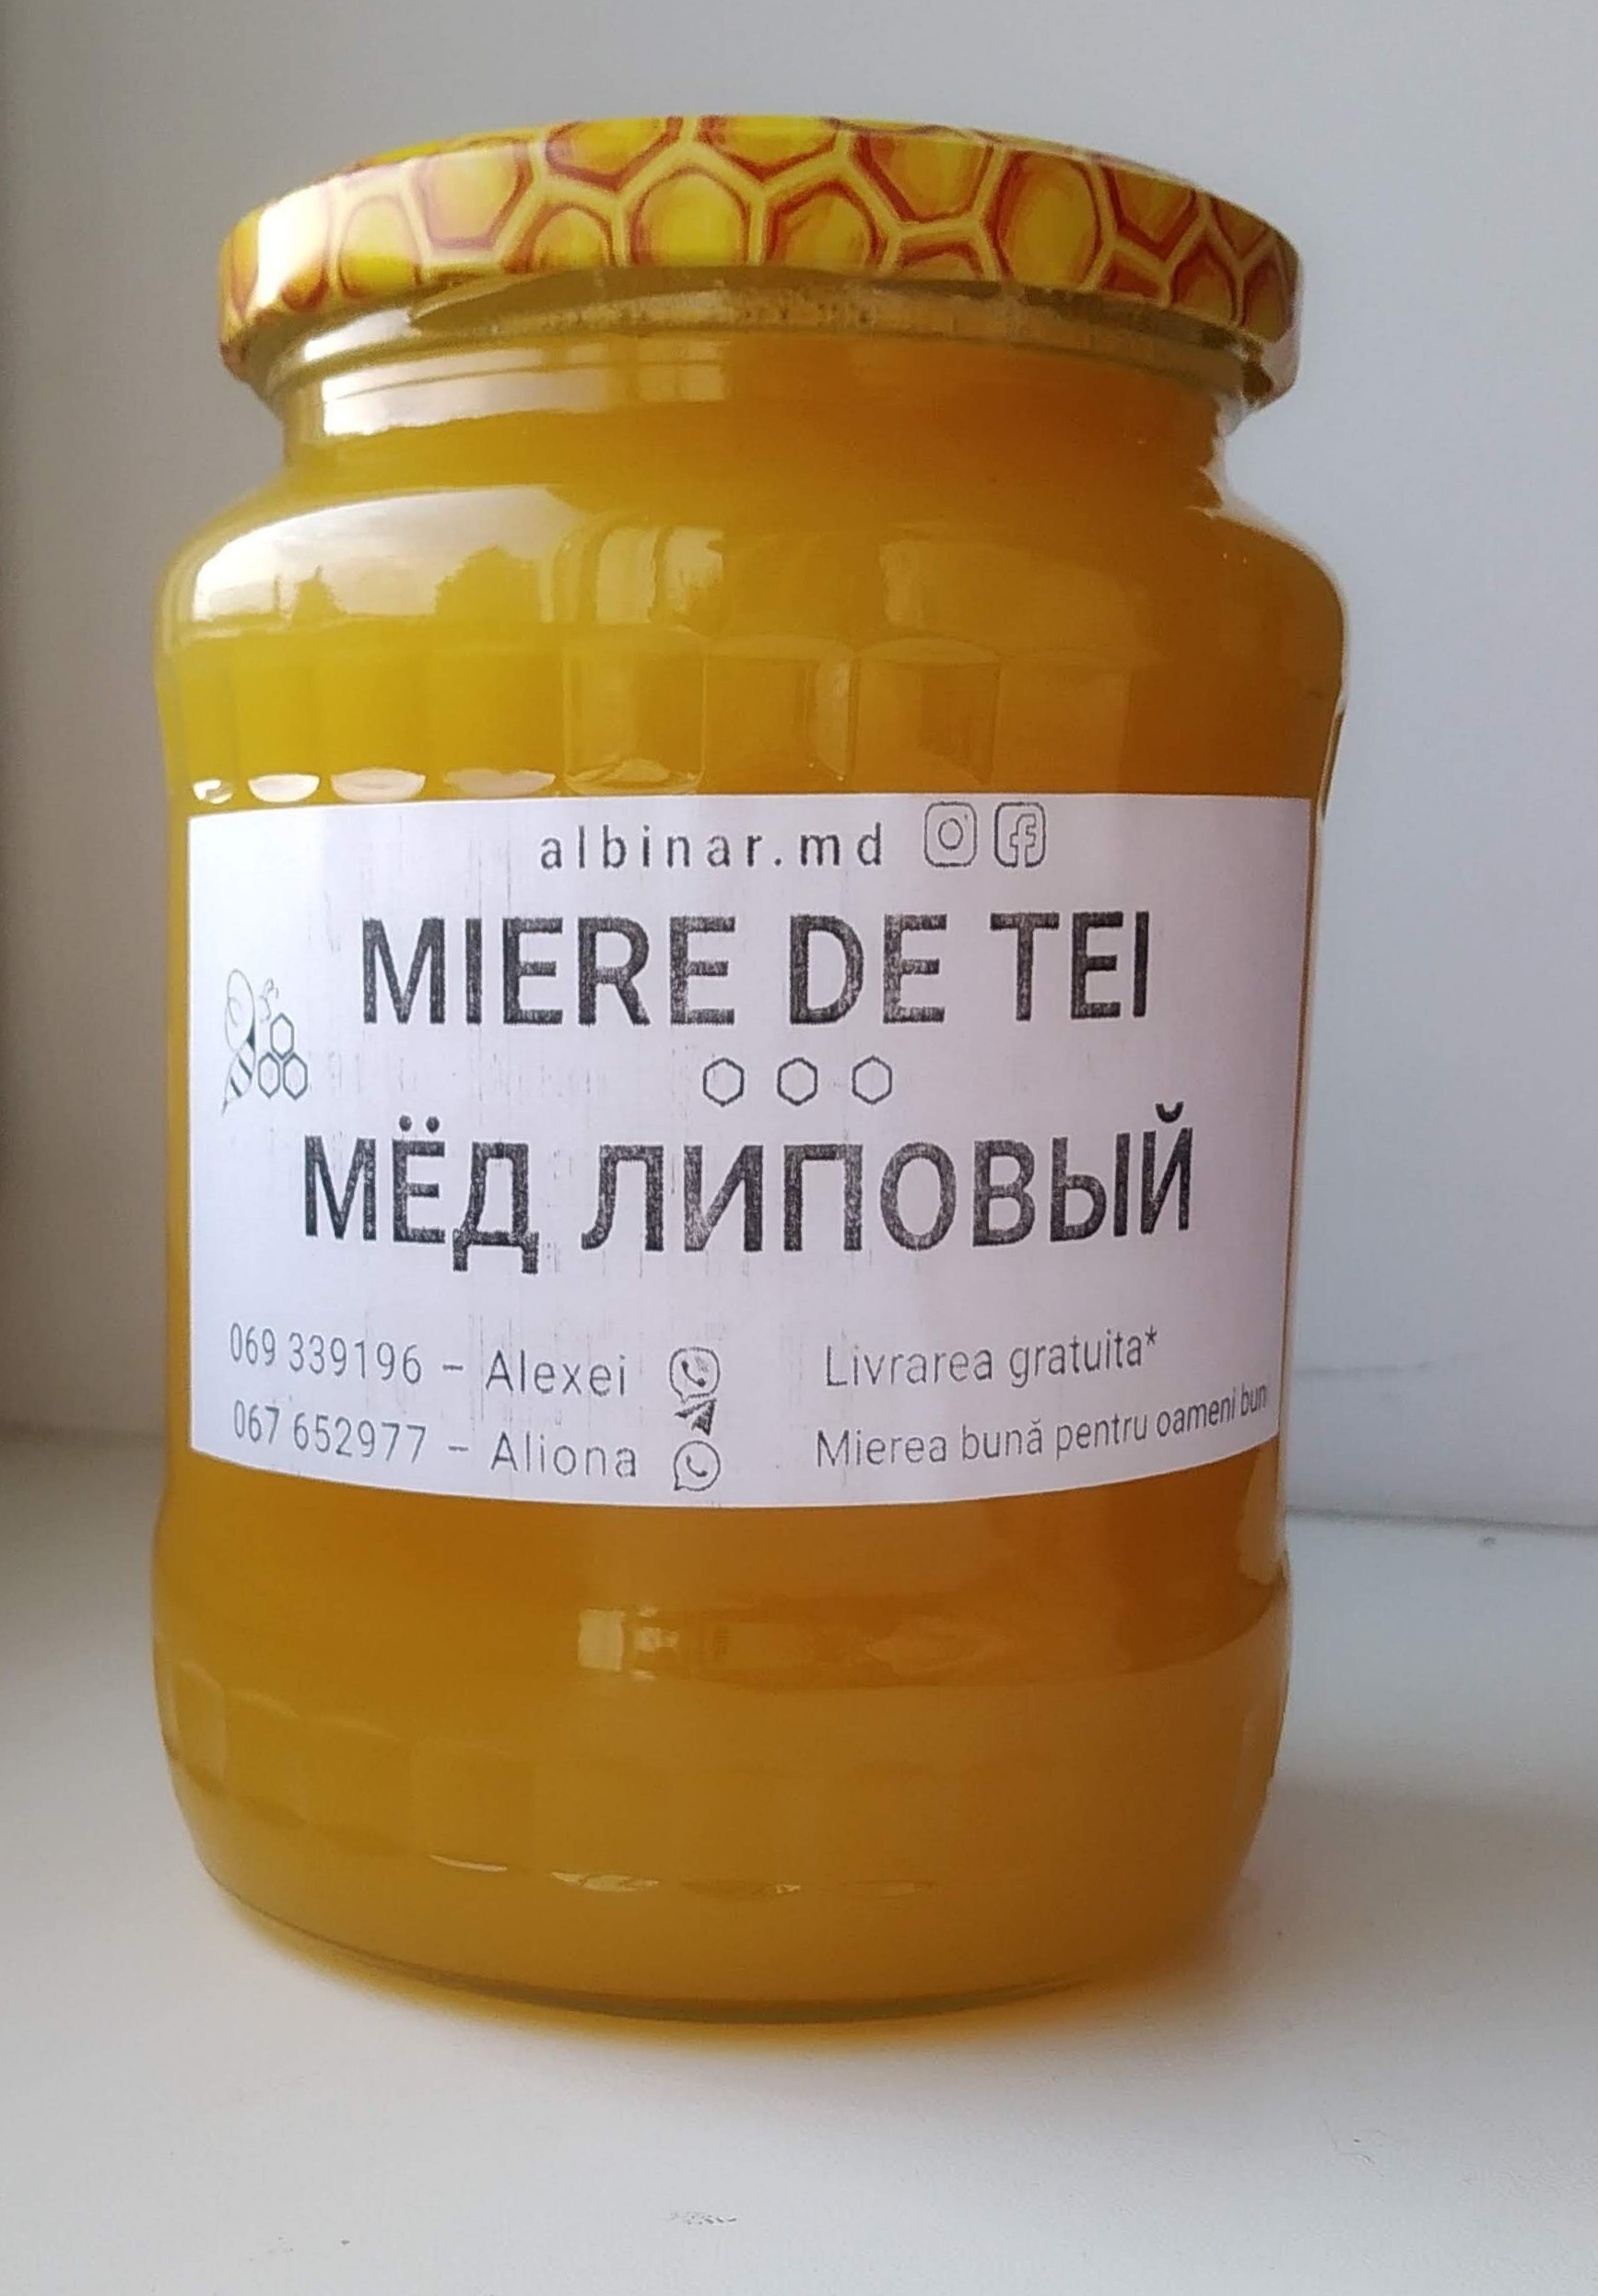 albinar.md
MIERE DE TEI
МЁД ЛИПОВЫЙ
069 339196 – Alexei
067 652977 – Aliona
Livrarea gratuita*
Mierea bună pentru oameni buni